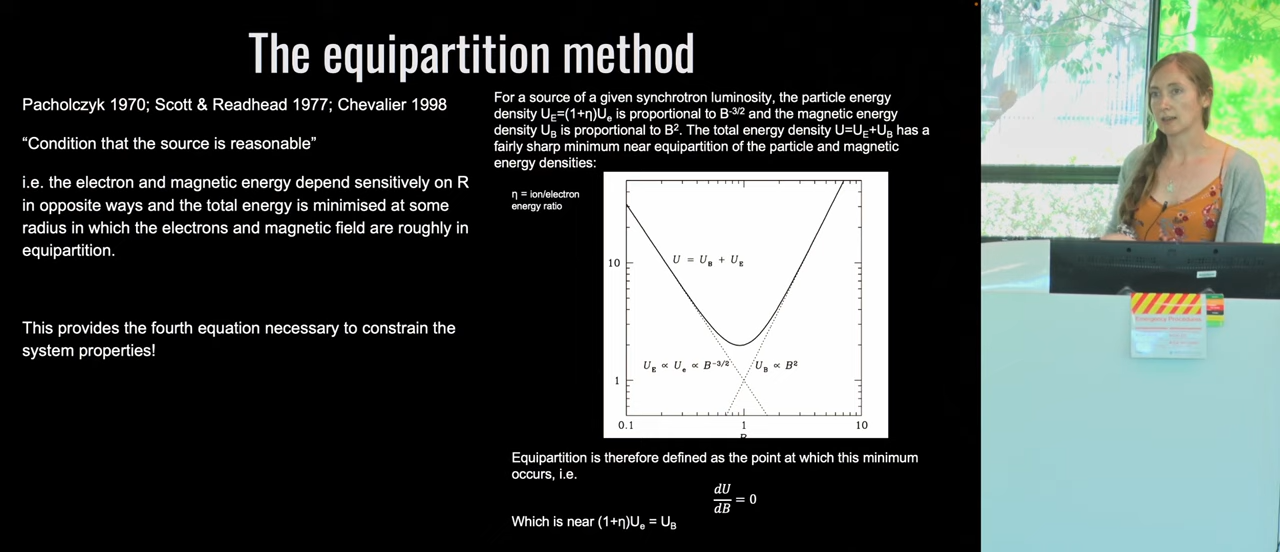 The equipartition method
Pacholczyk 1970; Scott & Readhead 1977; Chevalier 1998
“Condition that the source is reasonable”
i.e. the electron and magnetic energy depend sensitively on R
in opposite ways and the total energy is minimised at some
radius in which the electrons and magnetic field are roughly in
equipartition.
This provides the fourth equation necessary to constrain the
system properties!
For a source of a given synchrotron luminosity, the particle energy
density U_E=(1+η)U_e is proportional to B^-3/2 and the magnetic energy
density U_B is proportional to B^2. The total energy density U=U_E+U_B has a
fairly sharp minimum near equipartition of the particle and magnetic
energy densities:
η = ion/electron
energy ratio
10
1
U = U_B + U_E
U_E ∝ U_e ∝ B^-3/2
U_B ∝ B^2
0.1
1
10
B
Equipartition is therefore defined as the point at which this minimum
occurs, i.e.
dU/dB = 0
Which is near (1+η)U_e = U_B
Emergency Procedures